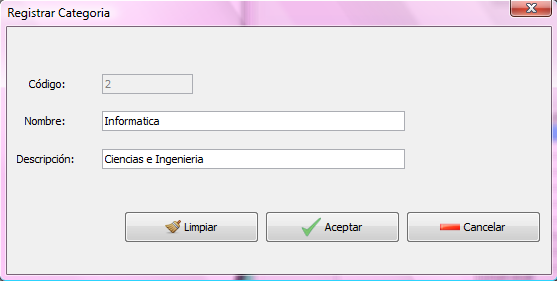 Registrar Categoria
Código: 2
Nombre: Informatica
Descripción: Ciencias e Ingenieria
Limpiar Aceptar Cancelar